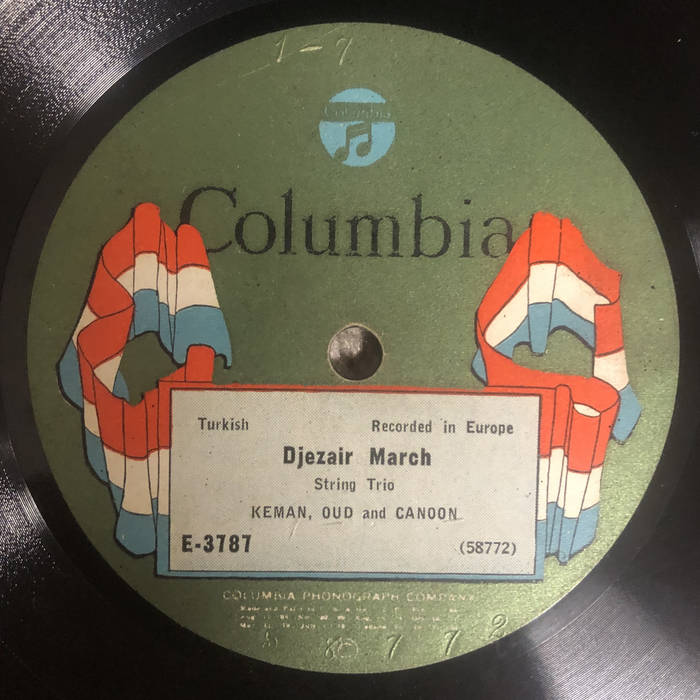 1-7
Columbia
Columbia
Turkish Recorded in Europe
Djezair March
String Trio
KEMAN, OUD and CANOON
E-3787 (58772)
COLUMBIA PHONOGRAPH COMPANY
58772